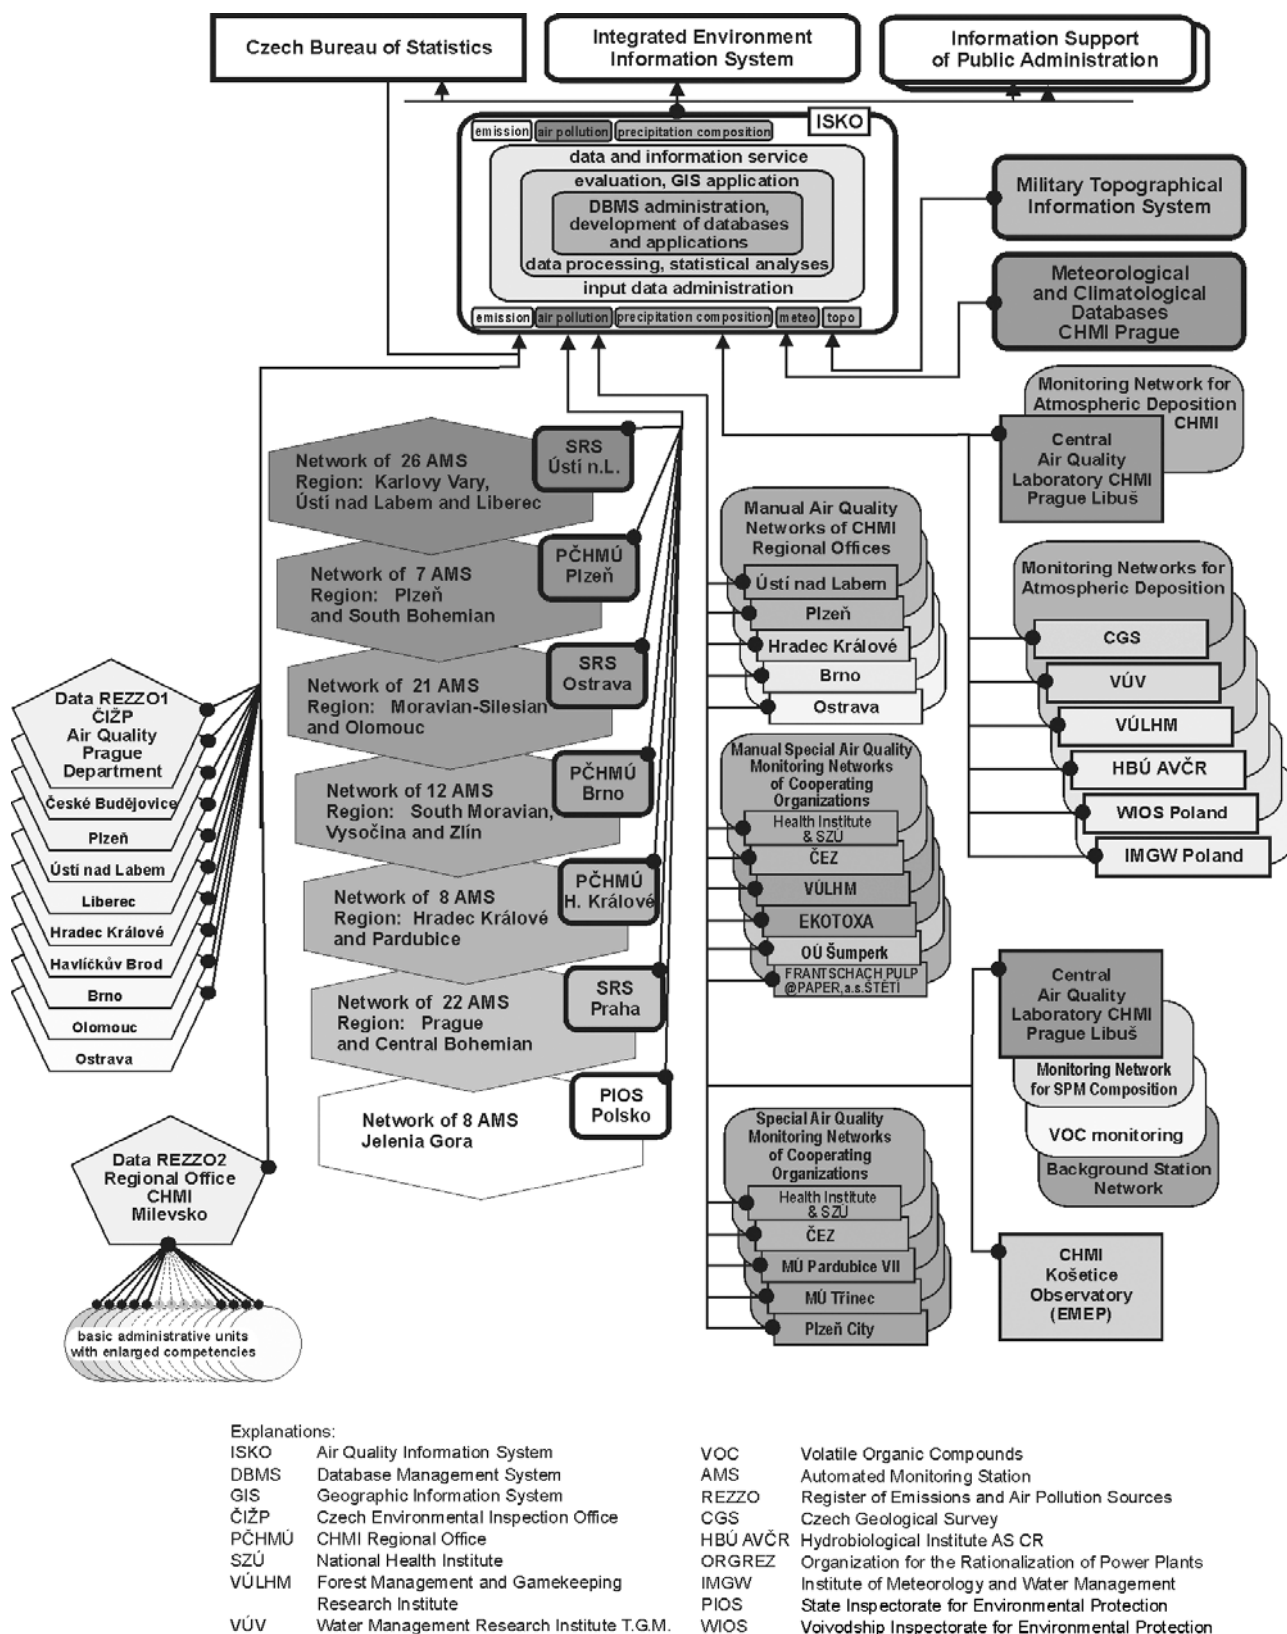 Czech Bureau of Statistics
Integrated Environment
Information System
Information Support
of Public Administration
ISKO
emission
air pollution
precipitation composition
data and information service
evaluation, GIS application
DBMS administration,
development of databases
and applications
data processing, statistical analyses
input data administration
emission
air pollution
precipitation composition
meteo
topo
Military Topographical
Information System
Meteorological
and Climatological
Databases
CHMI Prague
Monitoring Network for
Atmospheric Deposition
CHMI
Central
Air Quality
Laboratory CHMI
Prague Libuš
Network of 26 AMS
Region: Karlovy Vary,
Ústí nad Labem and Liberec
SRS
Ústí n.L.
Network of 7 AMS
Region: Plzeň
and South Bohemian
PČHMÚ
Plzeň
Network of 21 AMS
Region: Moravian-Silesian
and Olomouc
SRS
Ostrava
Network of 12 AMS
Region: South Moravian,
Vysočina and Zlín
PČHMÚ
Brno
Network of 8 AMS
Region: Hradec Králové
and Pardubice
PČHMÚ
H. Králové
Network of 22 AMS
Region: Prague
and Central Bohemian
SRS
Praha
Network of 8 AMS
Jelenia Gora
PIOS
Polsko
Manual Air Quality
Networks of CHMI
Regional Offices
Ústí nad Labem
Plzeň
Hradec Králové
Brno
Ostrava
Monitoring Networks for
Atmospheric Deposition
CGS
VÚV
VÚLHM
HBÚ AVČR
WIOS Poland
IMGW Poland
Manual Special Air Quality
Monitoring Networks
of Cooperating
Organizations
Health Institute
& SZÚ
ČEZ
VÚLHM
EKOTOXA
OÚ Šumperk
FRANTSCHACH PULP
@PAPER,a.s.ŠTĚTÍ
Data REZZO1
ČIŽP
Air Quality
Prague
Department
České Budějovice
Plzeň
Ústí nad Labem
Liberec
Hradec Králové
Havlíčkův Brod
Brno
Olomouc
Ostrava
Data REZZO2
Regional Office
CHMI
Milevsko
basic administrative units
with enlarged competencies
Central
Air Quality
Laboratory CHMI
Prague Libuš
Monitoring Network
for SPM Composition
VOC monitoring
Background Station
Network
Special Air Quality
Monitoring Networks
of Cooperating
Organizations
Health Institute
& SZÚ
ČEZ
MÚ Pardubice VII
MÚ Třinec
Plzeň City
CHMI
Košetice
Observatory
(EMEP)
Explanations:
ISKO Air Quality Information System
DBMS Database Management System
GIS Geographic Information System
ČIŽP Czech Environmental Inspection Office
PČHMÚ CHMI Regional Office
SZÚ National Health Institute
VÚLHM Forest Management and Gamekeeping
Research Institute
VÚV Water Management Research Institute T.G.M.
VOC Volatile Organic Compounds
AMS Automated Monitoring Station
REZZO Register of Emissions and Air Pollution Sources
CGS Czech Geological Survey
HBÚ AVČR Hydrobiological Institute AS CR
ORGREZ Organization for the Rationalization of Power Plants
IMGW Institute of Meteorology and Water Management
PIOS State Inspectorate for Environmental Protection
WIOS Voivodship Inspectorate for Environmental Protection